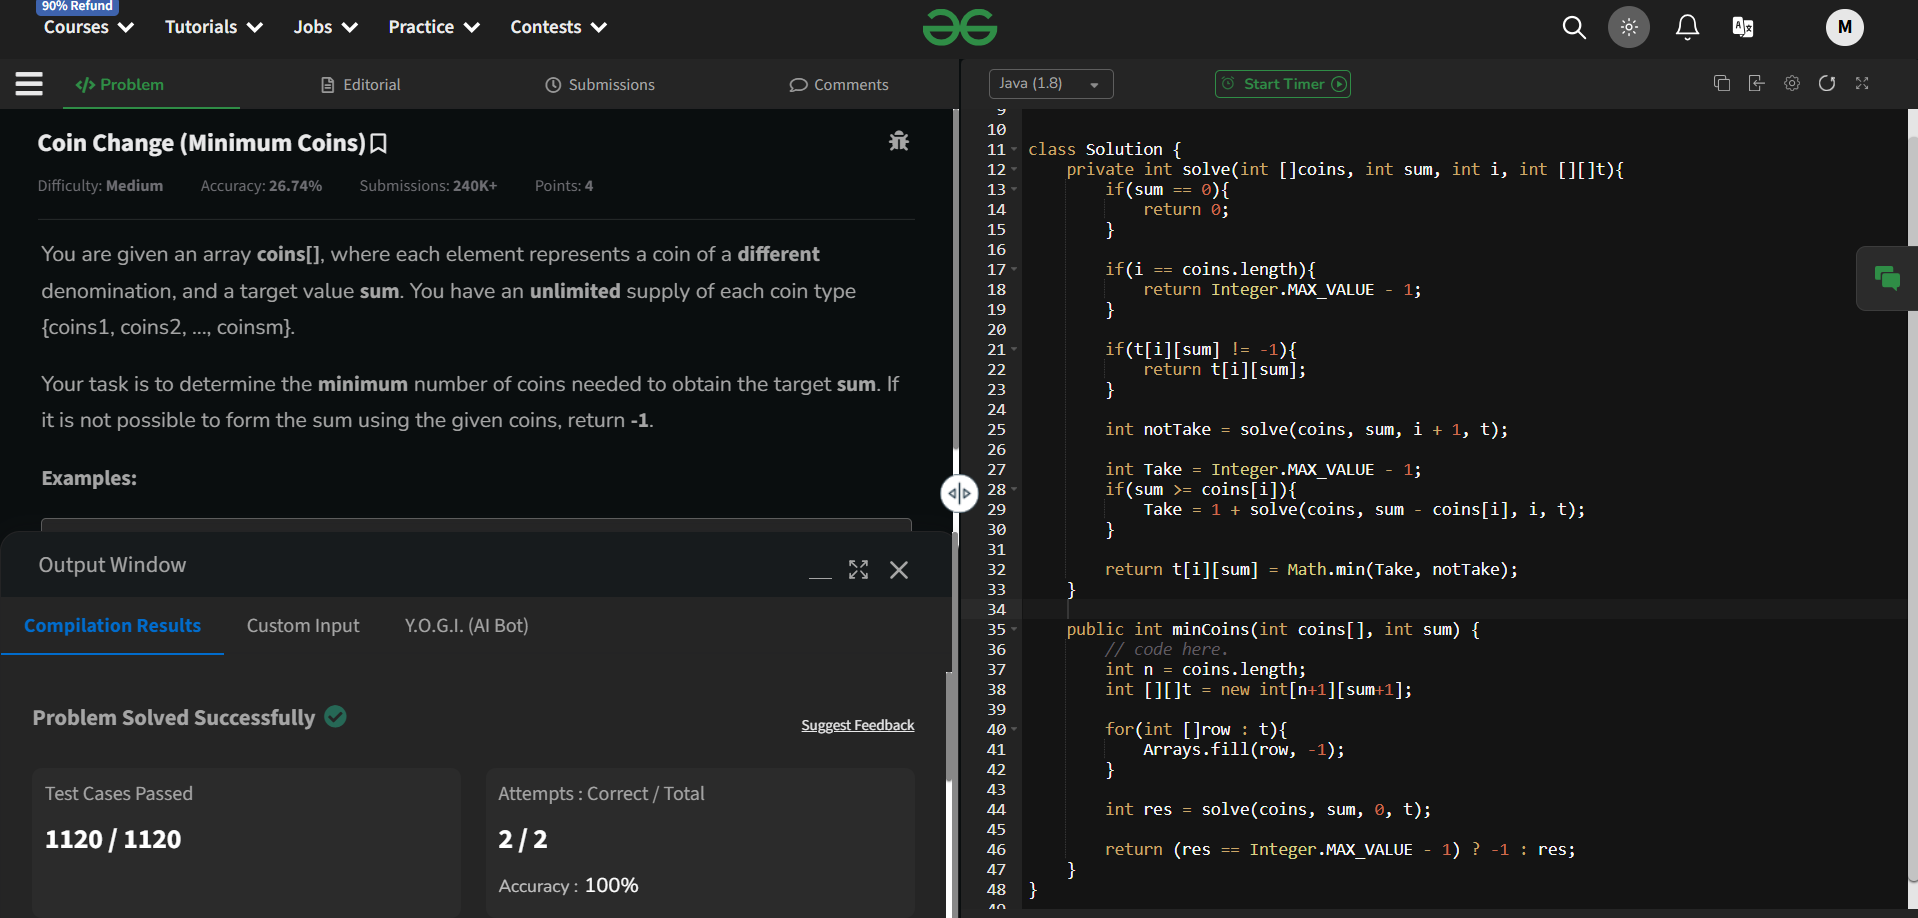 90% Refund
Courses Tutorials Jobs Practice Contests
M
</> Problem Editorial Submissions Comments
Coin Change (Minimum Coins)
Difficulty: Medium Accuracy: 26.74% Submissions: 240K+ Points: 4
You are given an array coins[], where each element represents a coin of a different
denomination, and a target value sum. You have an unlimited supply of each coin type
{coins1, coins2, ..., coinsm}.
Your task is to determine the minimum number of coins needed to obtain the target sum. If
it is not possible to form the sum using the given coins, return -1.
Examples:
Output Window
Compilation Results Custom Input Y.O.G.I. (AI Bot)
Problem Solved Successfully
Suggest Feedback
Test Cases Passed
1120 / 1120
Attempts : Correct / Total
2 / 2
Accuracy : 100%
Java (1.8) Start Timer
9
10
11 class Solution {
12     private int solve(int []coins, int sum, int i, int [][]t){
13         if(sum == 0){
14             return 0;
15         }
16
17         if(i == coins.length){
18             return Integer.MAX_VALUE - 1;
19         }
20
21         if(t[i][sum] != -1){
22             return t[i][sum];
23         }
24
25         int notTake = solve(coins, sum, i + 1, t);
26
27         int Take = Integer.MAX_VALUE - 1;
28         if(sum >= coins[i]){
29             Take = 1 + solve(coins, sum - coins[i], i, t);
30         }
31
32         return t[i][sum] = Math.min(Take, notTake);
33     }
34
35     public int minCoins(int coins[], int sum) {
36         // code here.
37         int n = coins.length;
38         int [][]t = new int[n+1][sum+1];
39
40         for(int []row : t){
41             Arrays.fill(row, -1);
42         }
43
44         int res = solve(coins, sum, 0, t);
45
46         return (res == Integer.MAX_VALUE - 1) ? -1 : res;
47     }
48 }
49